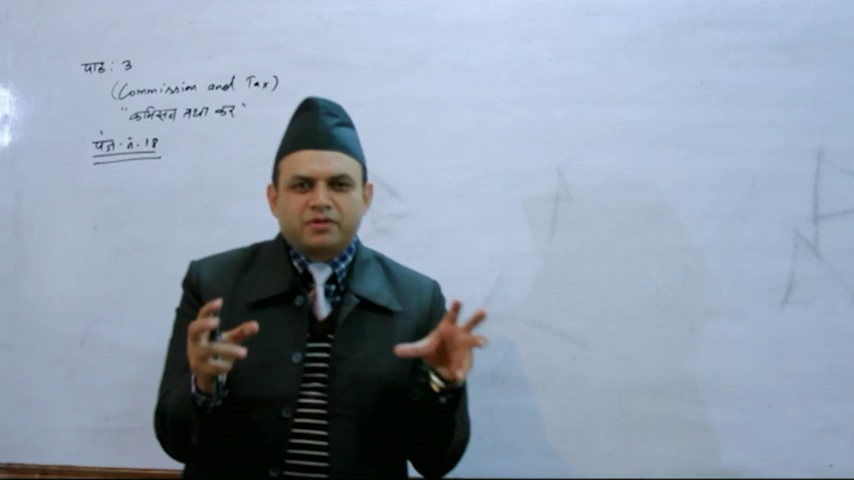 पाठ : 3
(Commission and Tax)
"कमिसन तथा कर"
पेज . नं . 18